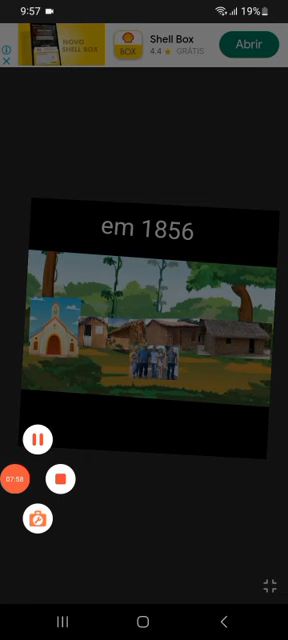 9:57
19%
NOVO
SHELL BOX
BOX
Shell Box
4.4 ★ GRÁTIS
Abrir
em 1856
07:58